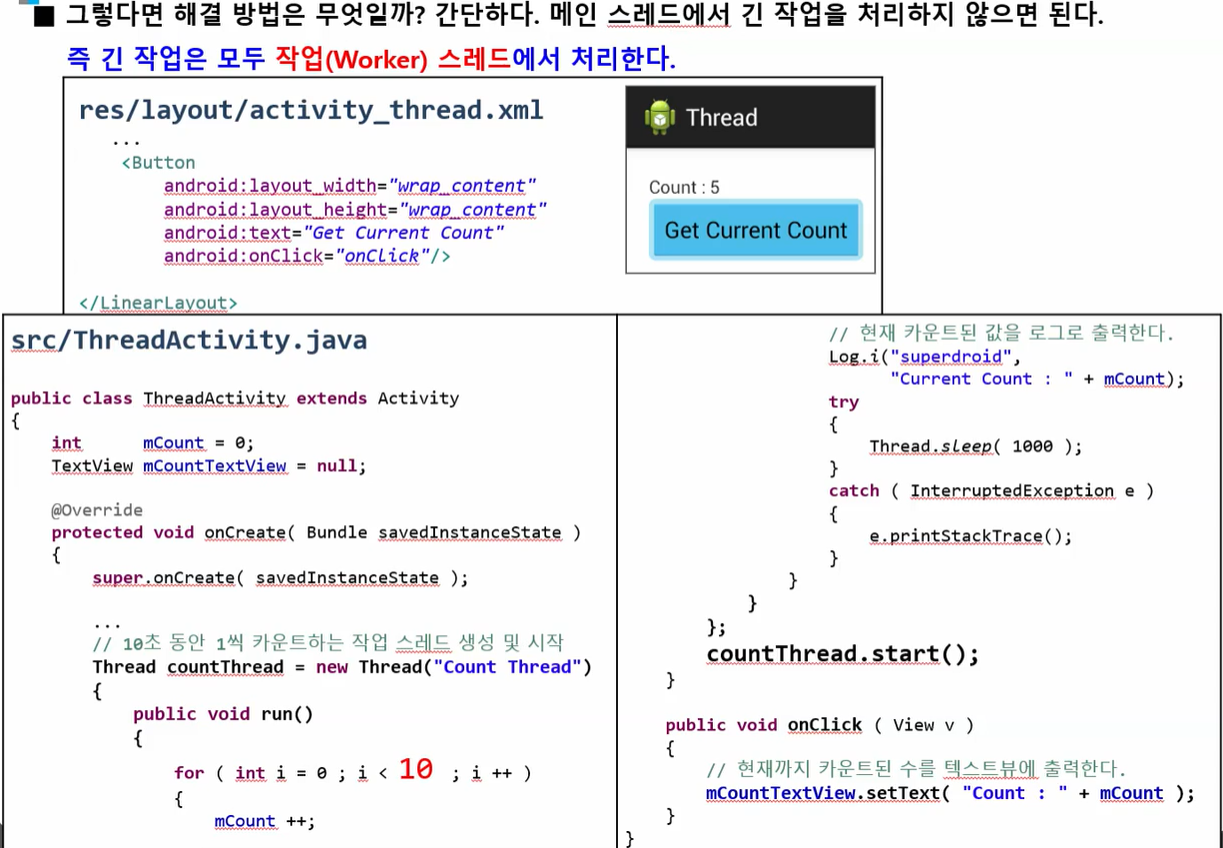 ■ 그렇다면 해결 방법은 무엇일까? 간단하다. 메인 스레드에서 긴 작업을 처리하지 않으면 된다.
즉 긴 작업은 모두 작업(Worker) 스레드에서 처리한다.
res/layout/activity_thread.xml
...
<Button
android:layout_width="wrap_content"
android:layout_height="wrap_content"
android:text="Get Current Count"
android:onClick="onClick"/>
</LinearLayout>
Thread
Count : 5
Get Current Count
src/ThreadActivity.java
public class ThreadActivity extends Activity
{
int mCount = 0;
TextView mCountTextView = null;
@Override
protected void onCreate( Bundle savedInstanceState )
{
super.onCreate( savedInstanceState );
...
// 10초 동안 1씩 카운트하는 작업 스레드 생성 및 시작
Thread countThread = new Thread("Count Thread")
{
public void run()
{
for ( int i = 0 ; i < 10 ; i ++ )
{
mCount ++;
// 현재 카운트된 값을 로그로 출력한다.
Log.i("superdroid",
"Current Count : " + mCount);
try
{
Thread.sleep( 1000 );
}
catch ( InterruptedException e )
{
e.printStackTrace();
}
}
}
};
countThread.start();
}
public void onClick ( View v )
{
// 현재까지 카운트된 수를 텍스트뷰에 출력한다.
mCountTextView.setText( "Count : " + mCount );
}
}